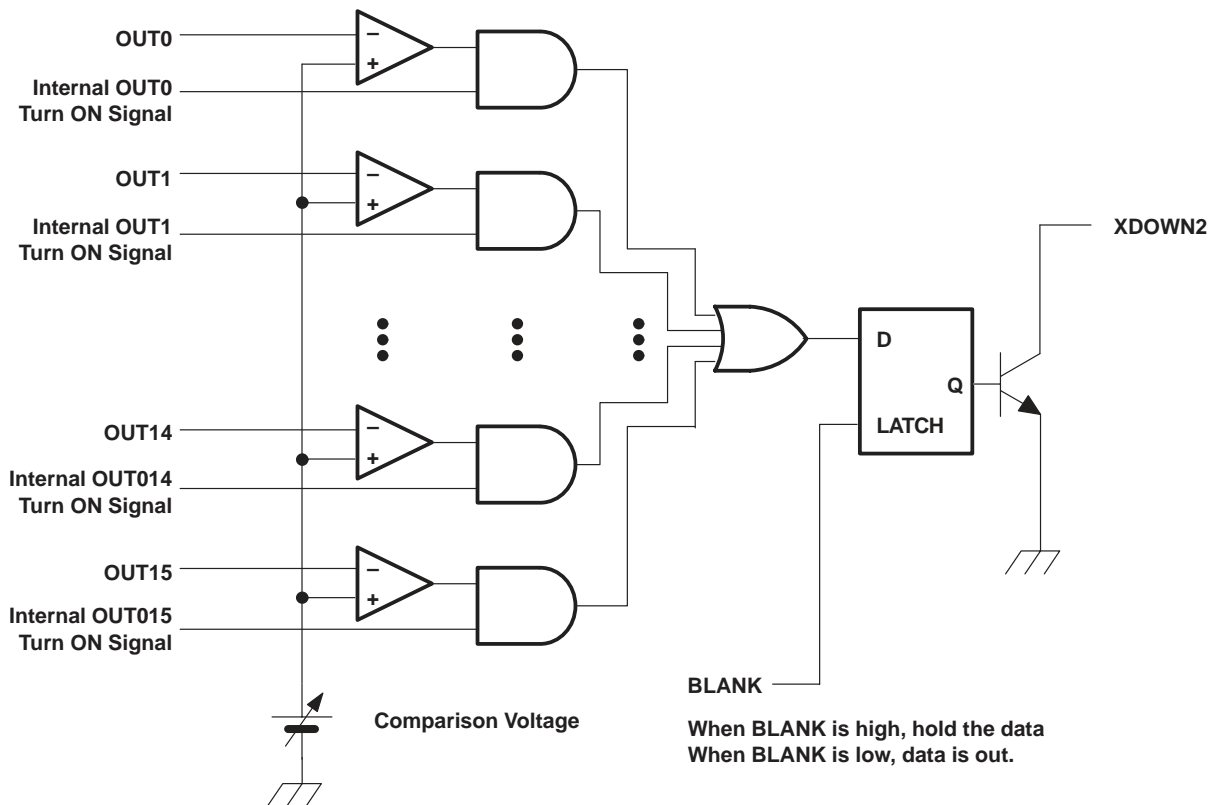 OUT0
−
+
Internal OUT0
Turn ON Signal
OUT1
−
+
Internal OUT1
Turn ON Signal
XDOWN2
D
Q
LATCH
OUT14
−
+
Internal OUT014
Turn ON Signal
OUT15
−
+
Internal OUT015
Turn ON Signal
BLANK
Comparison Voltage
When BLANK is high, hold the data
When BLANK is low, data is out.